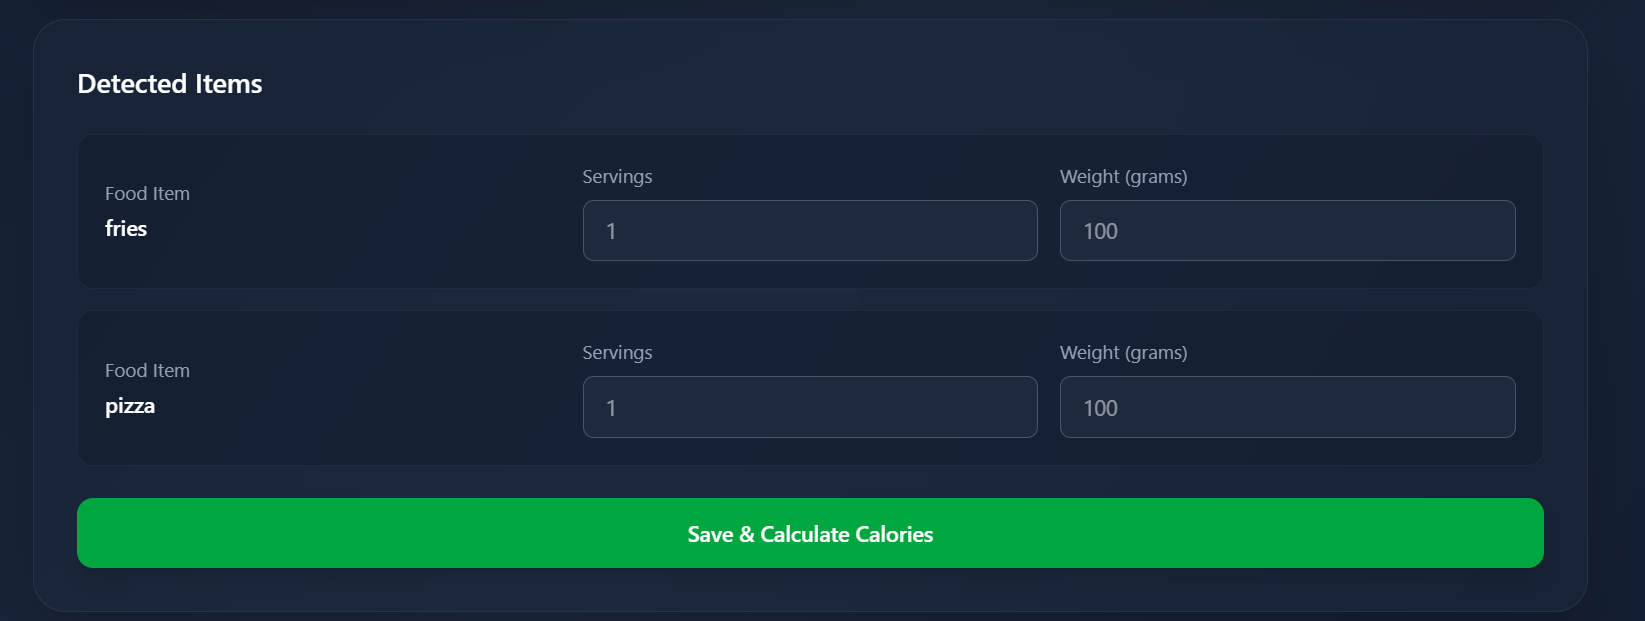 Detected Items
Food Item
fries
Servings
1
Weight (grams)
100
Food Item
pizza
Servings
1
Weight (grams)
100
Save & Calculate Calories